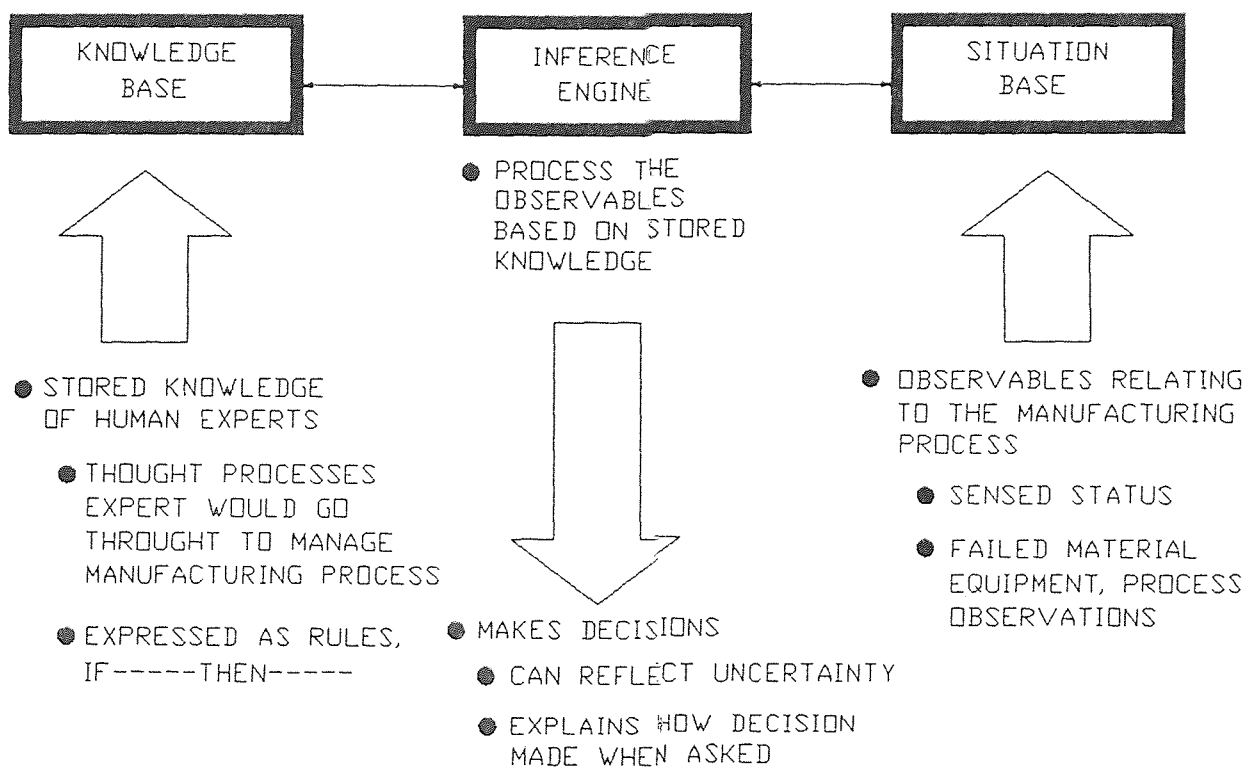 KNOWLEDGE
BASE
INFERENCE
ENGINE
SITUATION
BASE
● PROCESS THE
OBSERVABLES
BASED ON STORED
KNOWLEDGE
● STORED KNOWLEDGE
OF HUMAN EXPERTS
● THOUGHT PROCESSES
EXPERT WOULD GO
THROUGHT TO MANAGE
MANUFACTURING PROCESS
● EXPRESSED AS RULES,
IF-----THEN-----
● MAKES DECISIONS
● CAN REFLECT UNCERTAINTY
● EXPLAINS HOW DECISION
MADE WHEN ASKED
● OBSERVABLES RELATING
TO THE MANUFACTURING
PROCESS
● SENSED STATUS
● FAILED MATERIAL
EQUIPMENT, PROCESS
OBSERVATIONS